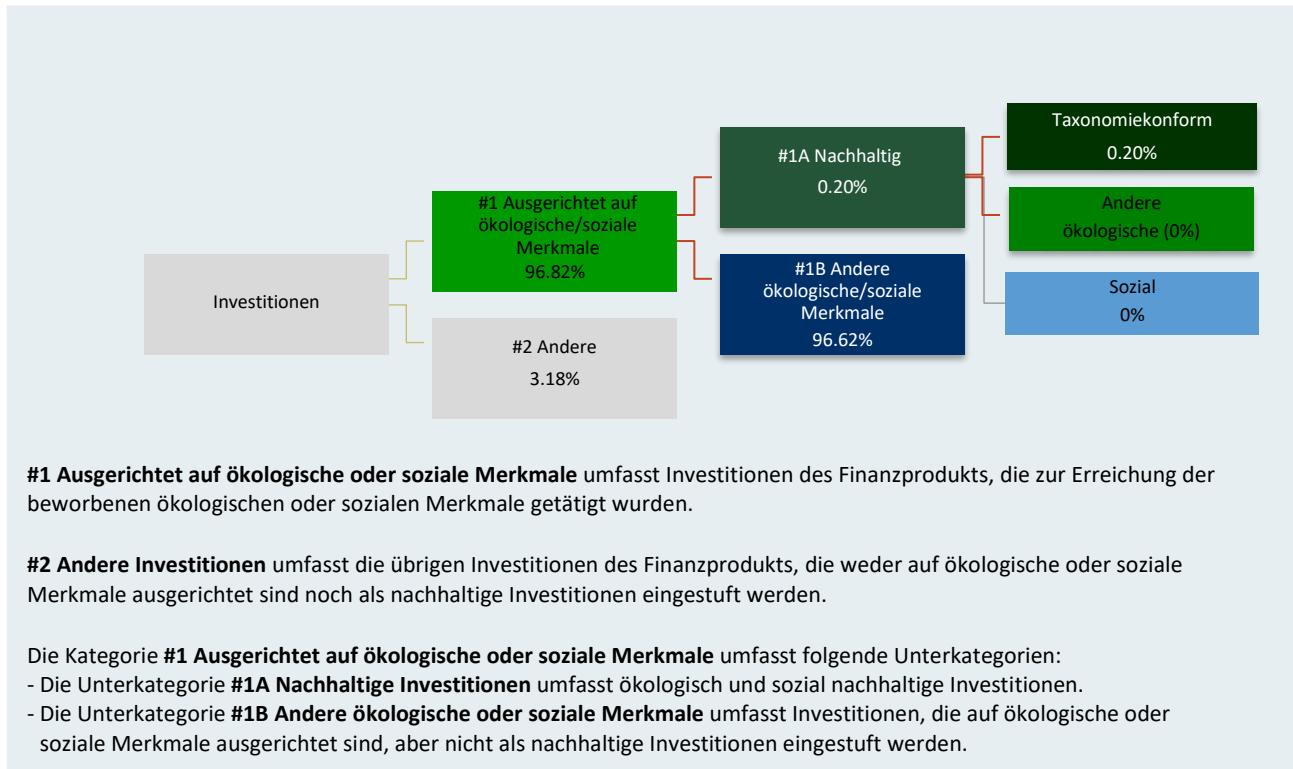 Investitionen
#1 Ausgerichtet auf
ökologische/soziale
Merkmale
96.82%
#2 Andere
3.18%
#1A Nachhaltig
0.20%
#1B Andere
ökologische/soziale
Merkmale
96.62%
Taxonomiekonform
0.20%
Andere
ökologische (0%)
Sozial
0%
#1 Ausgerichtet auf ökologische oder soziale Merkmale umfasst Investitionen des Finanzprodukts, die zur Erreichung der
beworbenen ökologischen oder sozialen Merkmale getätigt wurden.
#2 Andere Investitionen umfasst die übrigen Investitionen des Finanzprodukts, die weder auf ökologische oder soziale
Merkmale ausgerichtet sind noch als nachhaltige Investitionen eingestuft werden.
Die Kategorie #1 Ausgerichtet auf ökologische oder soziale Merkmale umfasst folgende Unterkategorien:
- Die Unterkategorie #1A Nachhaltige Investitionen umfasst ökologisch und sozial nachhaltige Investitionen.
- Die Unterkategorie #1B Andere ökologische oder soziale Merkmale umfasst Investitionen, die auf ökologische oder
soziale Merkmale ausgerichtet sind, aber nicht als nachhaltige Investitionen eingestuft werden.